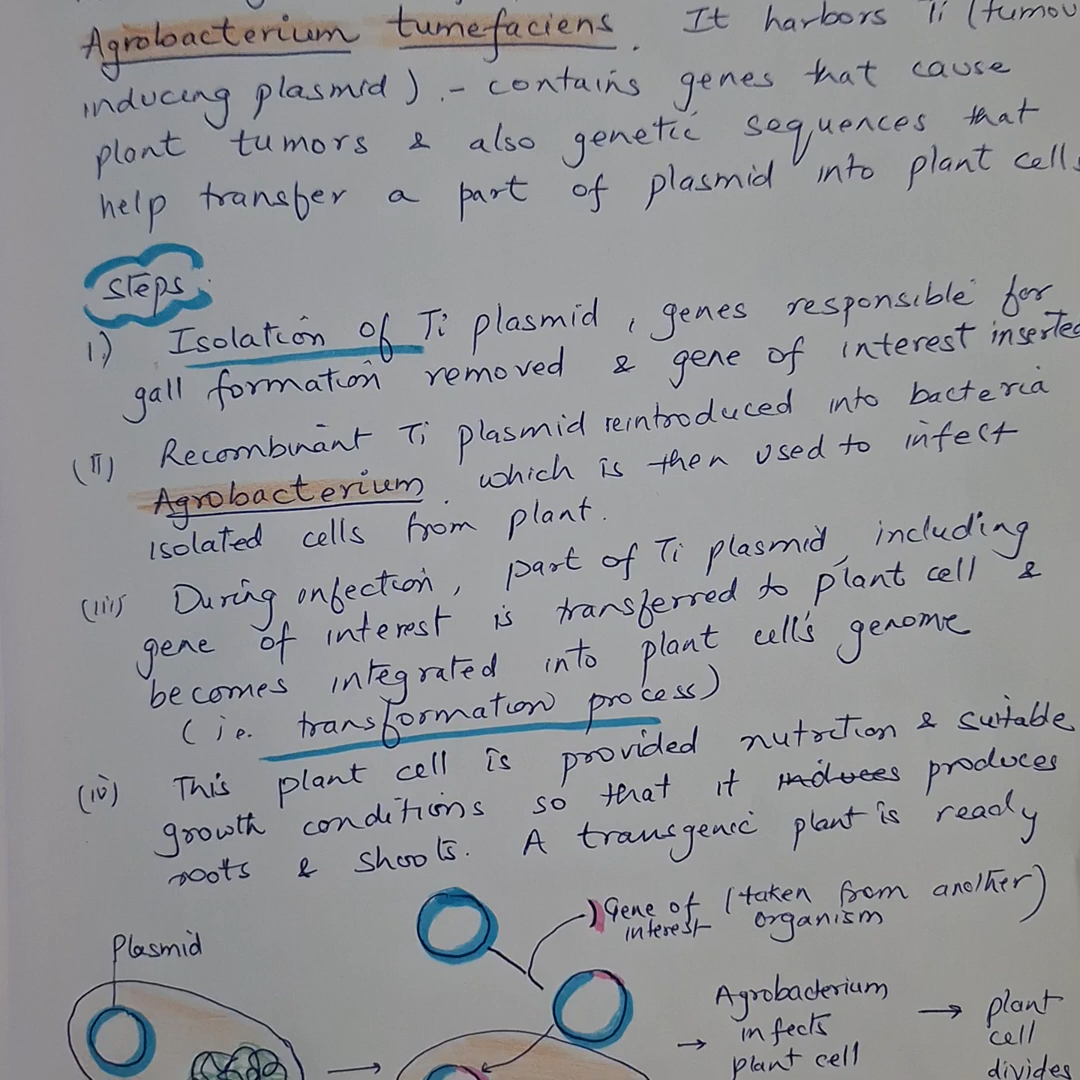 Agrobacterium tumefaciens. It harbors Ti (tumou
inducing plasmid). - contains genes that cause
plant tumors & also genetic sequences that
help transfer a part of plasmid into plant cells
Steps.
i) Isolation of Ti plasmid, genes responsible for
gall formation removed & gene of interest inserted
(ii) Recombinant Ti plasmid reintroduced into bacteria
Agrobacterium. which is then used to infect
isolated cells from plant.
(iii) During infection, part of Ti plasmid, including
gene of interest is transferred to plant cell &
becomes integrated into plant cell's genome
(i.e. transformation process)
(iv) This plant cell is provided nutrition & suitable
growth conditions so that it induces produces
roots & shoots. A transgenic plant is ready
Gene of interest (taken from another organism)
Plasmid
Agrobacterium
infects
plant cell
plant
cell
divides